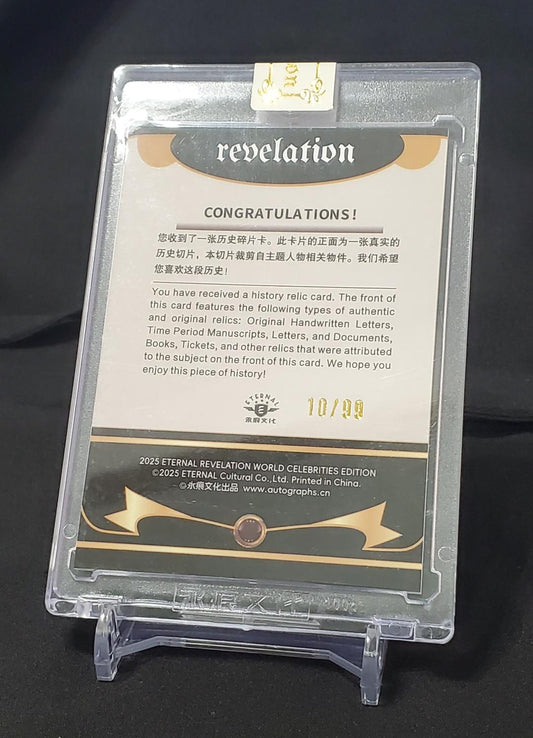 on
revelation
CONGRATULATIONS!
您收到了一张历史碎片卡。此卡片的正面为一张真实的
历史切片，本切片裁剪自主题人物相关物件。我们希望
您喜欢这段历史！
You have received a history relic card. The front of
this card features the following types of authentic
and original relics: Original Handwritten Letters,
Time Period Manuscripts, Letters, and Documents,
Books, Tickets, and other relics that were attributed
to the subject on the front of this card. We hope you
enjoy this piece of history!
ETERNAL
永痕文化
10/99
2025 ETERNAL REVELATION WORLD CELEBRITIES EDITION
©2025 ETERNAL Cultural Co., Ltd. Printed in China.
©永痕文化出品 www.autographs.cn
永痕文化